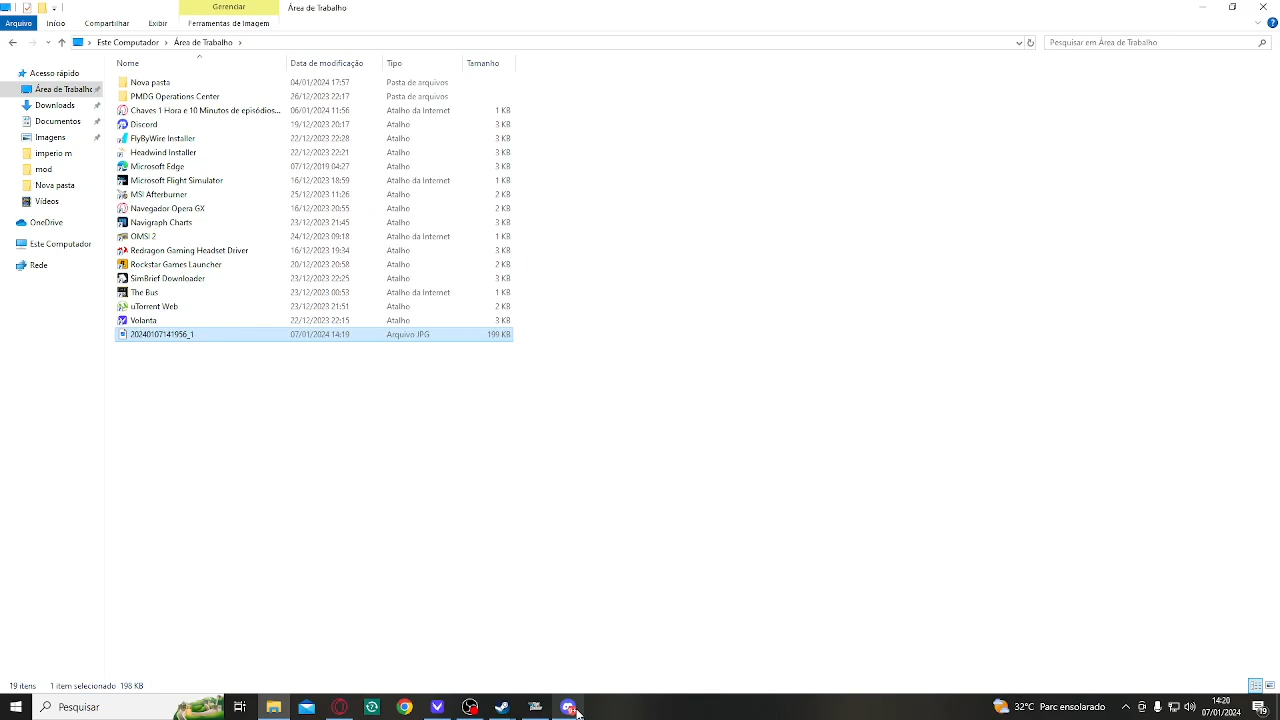 Gerenciar
Área de Trabalho
Arquivo Início Compartilhar Exibir Ferramentas de Imagem
Este Computador Área de Trabalho
Pesquisar em Área de Trabalho
Nome Data de modificação Tipo Tamanho
Acesso rápido
Área de Trabalho
Downloads
Documentos
Imagens
imperio m
mod
Nova pasta
Vídeos
OneDrive
Este Computador
Rede
Nova pasta 04/01/2024 17:57 Pasta de arquivos
PMDG Operations Center 26/12/2023 22:17 Pasta de arquivos
Chaves 1 Hora e 10 Minutos de episódios... 06/01/2024 11:56 Atalho da Internet 1 KB
Discord 19/12/2023 20:17 Atalho 3 KB
FlyByWire Installer 22/12/2023 22:28 Atalho 3 KB
Headwind Installer 22/12/2023 22:21 Atalho 3 KB
Microsoft Edge 07/12/2019 04:27 Atalho 3 KB
Microsoft Flight Simulator 16/12/2023 18:59 Atalho da Internet 1 KB
MSI Afterburner 25/12/2023 11:26 Atalho 2 KB
Navegador Opera GX 16/12/2023 20:55 Atalho 2 KB
Navigraph Charts 23/12/2023 21:45 Atalho 3 KB
OMSI 2 24/12/2023 09:18 Atalho da Internet 1 KB
Redragon Gaming Headset Driver 16/12/2023 19:34 Atalho 3 KB
Rockstar Games Launcher 20/12/2023 20:58 Atalho 2 KB
SimBrief Downloader 23/12/2023 22:25 Atalho 3 KB
The Bus 23/12/2023 00:53 Atalho da Internet 1 KB
uTorrent Web 23/12/2023 21:51 Atalho 2 KB
Volanta 22/12/2023 22:15 Atalho 3 KB
20240107141956_1 07/01/2024 14:19 Arquivo JPG 199 KB
19 itens 1 item selecionado 198 KB
Pesquisar
32°C Parc ensolarado
14:20
07/01/2024